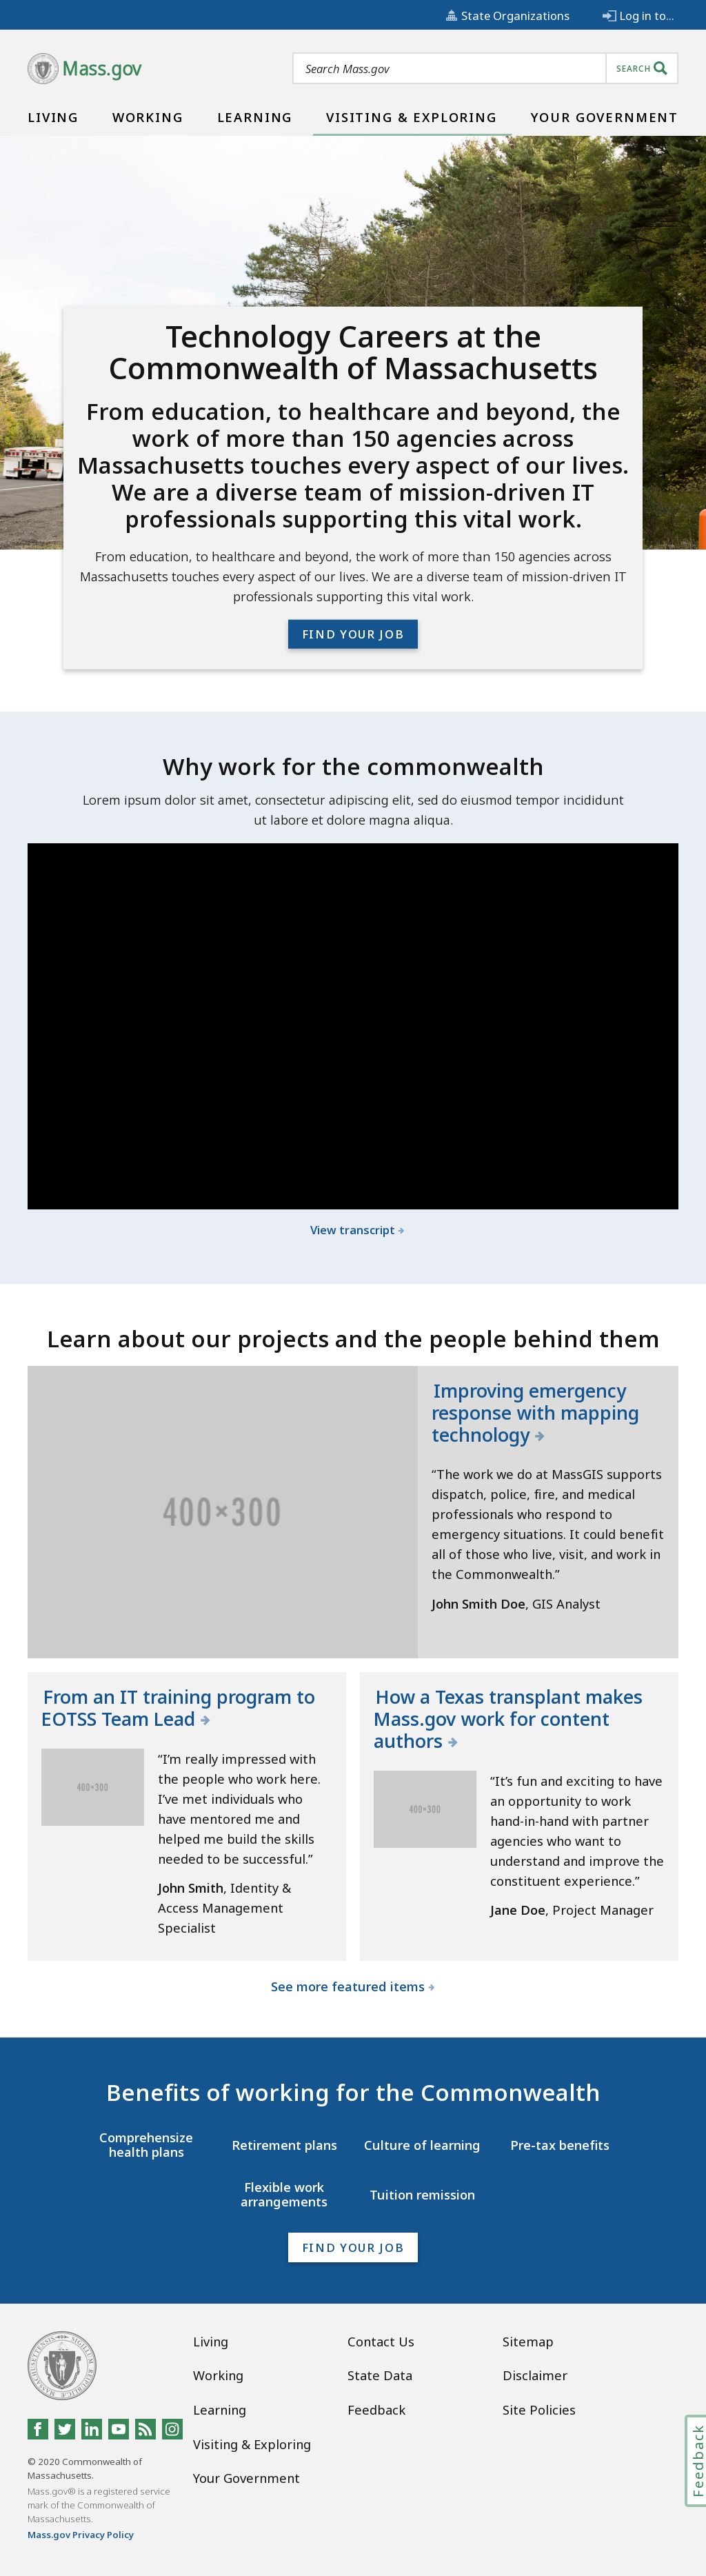 State Organizations
Log in to...
Mass.gov
Search Mass.gov
SEARCH
LIVING
WORKING
LEARNING
VISITING & EXPLORING
YOUR GOVERNMENT
Technology Careers at the
Commonwealth of Massachusetts
From education, to healthcare and beyond, the
work of more than 150 agencies across
Massachusetts touches every aspect of our lives.
We are a diverse team of mission-driven IT
professionals supporting this vital work.
From education, to healthcare and beyond, the work of more than 150 agencies across
Massachusetts touches every aspect of our lives. We are a diverse team of mission-driven IT
professionals supporting this vital work.
FIND YOUR JOB
Why work for the commonwealth
Lorem ipsum dolor sit amet, consectetur adipiscing elit, sed do eiusmod tempor incididunt
ut labore et dolore magna aliqua.
View transcript
Learn about our projects and the people behind them
400×300
Improving emergency
response with mapping
technology
“The work we do at MassGIS supports
dispatch, police, fire, and medical
professionals who respond to
emergency situations. It could benefit
all of those who live, visit, and work in
the Commonwealth.”
John Smith Doe, GIS Analyst
From an IT training program to
EOTSS Team Lead
400×300
“I’m really impressed with
the people who work here.
I’ve met individuals who
have mentored me and
helped me build the skills
needed to be successful.”
John Smith, Identity &
Access Management
Specialist
How a Texas transplant makes
Mass.gov work for content
authors
400×300
“It’s fun and exciting to have
an opportunity to work
hand-in-hand with partner
agencies who want to
understand and improve the
constituent experience.”
Jane Doe, Project Manager
See more featured items
Benefits of working for the Commonwealth
Comprehensize
health plans
Retirement plans
Culture of learning
Pre-tax benefits
Flexible work
arrangements
Tuition remission
FIND YOUR JOB
Living
Working
Learning
Visiting & Exploring
Your Government
Contact Us
State Data
Feedback
Sitemap
Disclaimer
Site Policies
© 2020 Commonwealth of
Massachusetts.
Mass.gov® is a registered service
mark of the Commonwealth of
Massachusetts.
Mass.gov Privacy Policy
Feedback